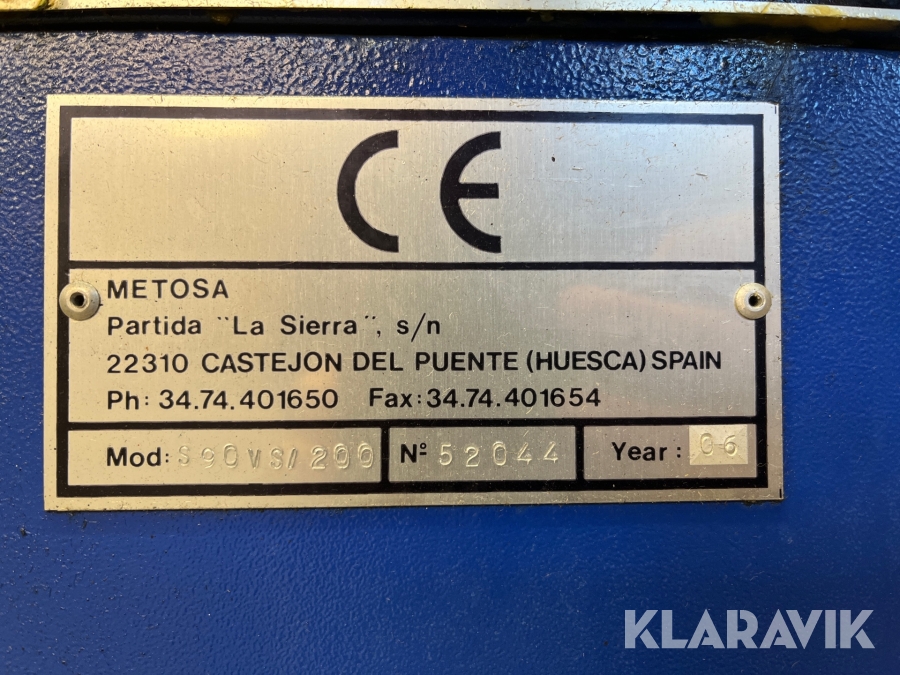 CE
METOSA
Partida "La Sierra", s/n
22310 CASTEJON DEL PUENTE (HUESCA) SPAIN
Ph: 34.74.401650 Fax: 34.74.401654
Mod: S90VS/200 Nº 52044 Year: 06
KLARAVIK